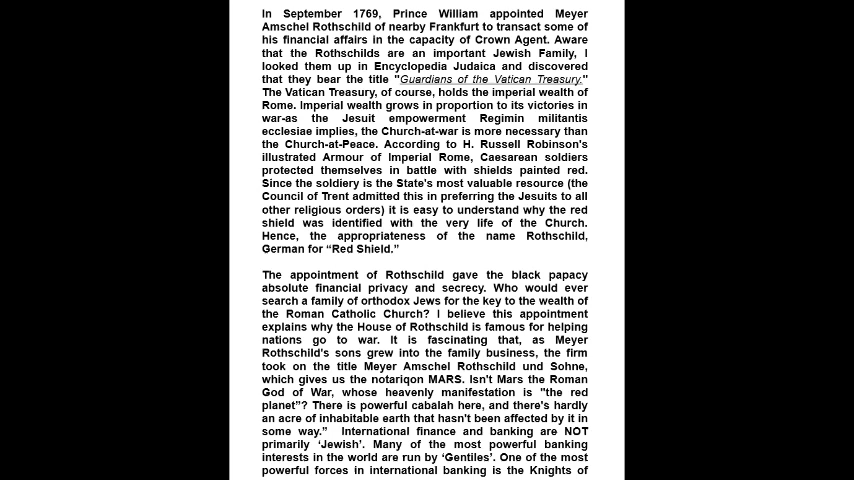 In September 1769, Prince William appointed Meyer
Amschel Rothschild of nearby Frankfurt to transact some of
his financial affairs in the capacity of Crown Agent. Aware
that the Rothschilds are an important Jewish Family, I
looked them up in Encyclopedia Judaica and discovered
that they bear the title "Guardians of the Vatican Treasury."
The Vatican Treasury, of course, holds the imperial wealth of
Rome. Imperial wealth grows in proportion to its victories in
war-as the Jesuit empowerment Regimin militantis
ecclesiae implies, the Church-at-war is more necessary than
the Church-at-Peace. According to H. Russell Robinson's
illustrated Armour of Imperial Rome, Caesarean soldiers
protected themselves in battle with shields painted red.
Since the soldiery is the State's most valuable resource (the
Council of Trent admitted this in preferring the Jesuits to all
other religious orders) it is easy to understand why the red
shield was identified with the very life of the Church.
Hence, the appropriateness of the name Rothschild,
German for “Red Shield.”
The appointment of Rothschild gave the black papacy
absolute financial privacy and secrecy. Who would ever
search a family of orthodox Jews for the key to the wealth of
the Roman Catholic Church? I believe this appointment
explains why the House of Rothschild is famous for helping
nations go to war. It is fascinating that, as Meyer
Rothschild's sons grew into the family business, the firm
took on the title Meyer Amschel Rothschild und Sohne,
which gives us the notariqon MARS. Isn't Mars the Roman
God of War, whose heavenly manifestation is "the red
planet"? There is powerful cabalah here, and there's hardly
an acre of inhabitable earth that hasn't been affected by it in
some way.” International finance and banking are NOT
primarily ‘Jewish’. Many of the most powerful banking
interests in the world are run by ‘Gentiles’. One of the most
powerful forces in international banking is the Knights of